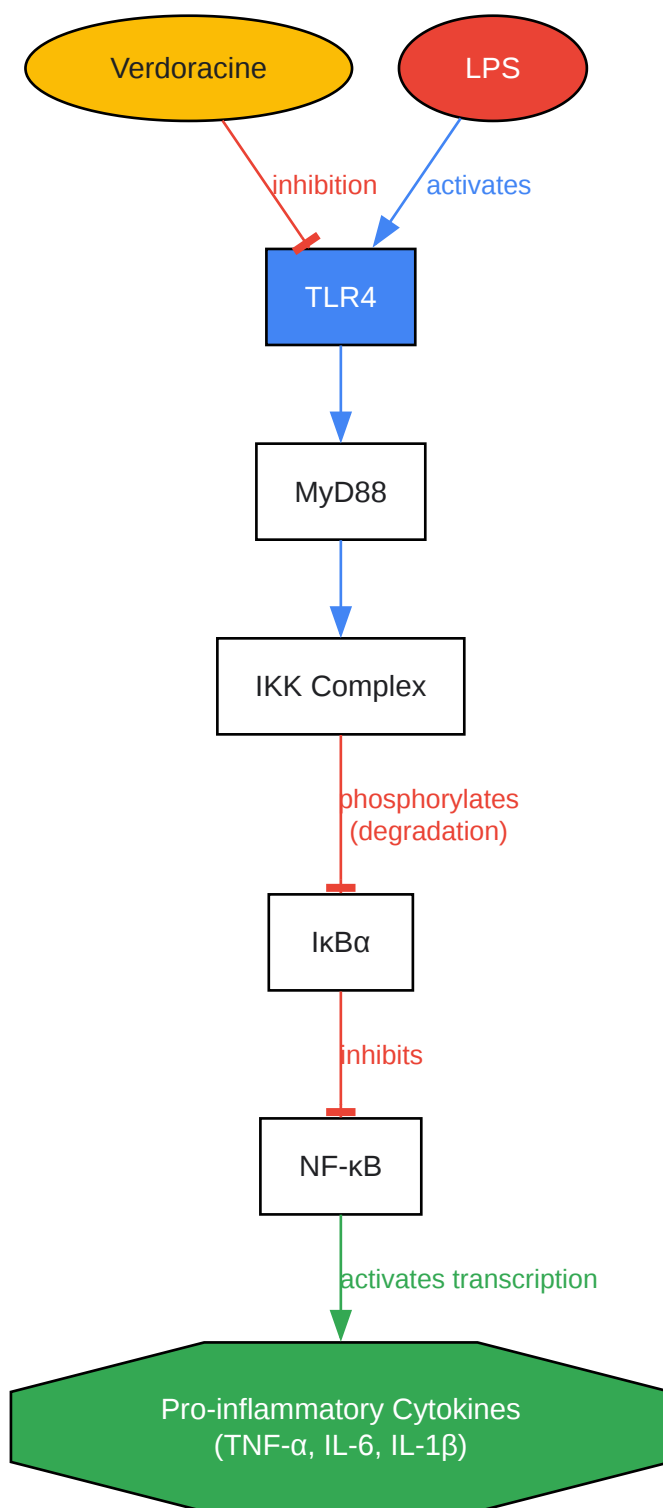 Verdoracine
LPS
inhibition
activates
TLR4
MyD88
IKK Complex
phosphorylates
(degradation)
IκBα
inhibits
NF-κB
activates transcription
Pro-inflammatory Cytokines
(TNF-α, IL-6, IL-1β)